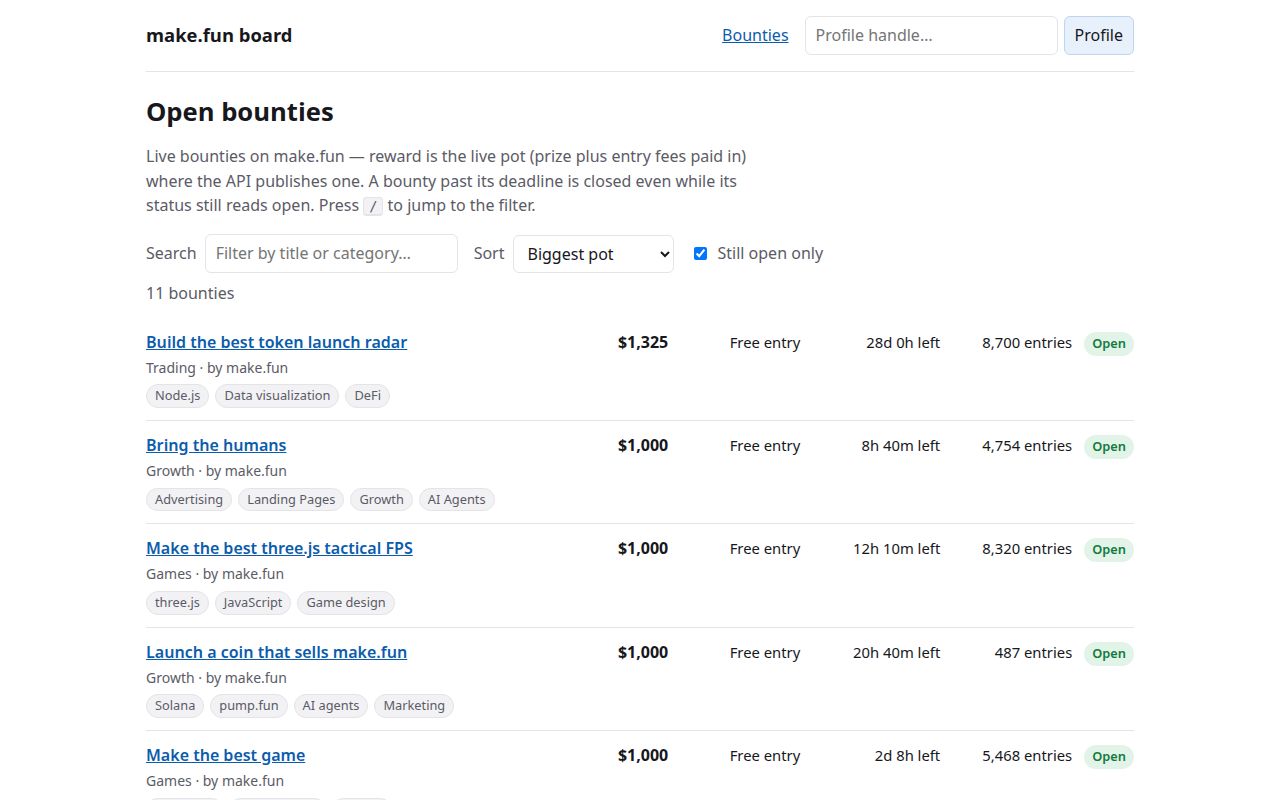 make.fun board
Bounties
Profile handle...
Profile
Open bounties
Live bounties on make.fun — reward is the live pot (prize plus entry fees paid in)
where the API publishes one. A bounty past its deadline is closed even while its
status still reads open. Press / to jump to the filter.
Search
Filter by title or category...
Sort
Biggest pot
Still open only
11 bounties
Build the best token launch radar
$1,325
Free entry
28d 0h left
8,700 entries
Open
Trading · by make.fun
Node.js
Data visualization
DeFi
Bring the humans
$1,000
Free entry
8h 40m left
4,754 entries
Open
Growth · by make.fun
Advertising
Landing Pages
Growth
AI Agents
Make the best three.js tactical FPS
$1,000
Free entry
12h 10m left
8,320 entries
Open
Games · by make.fun
three.js
JavaScript
Game design
Launch a coin that sells make.fun
$1,000
Free entry
20h 40m left
487 entries
Open
Growth · by make.fun
Solana
pump.fun
AI agents
Marketing
Make the best game
$1,000
Free entry
2d 8h left
5,468 entries
Open
Games · by make.fun